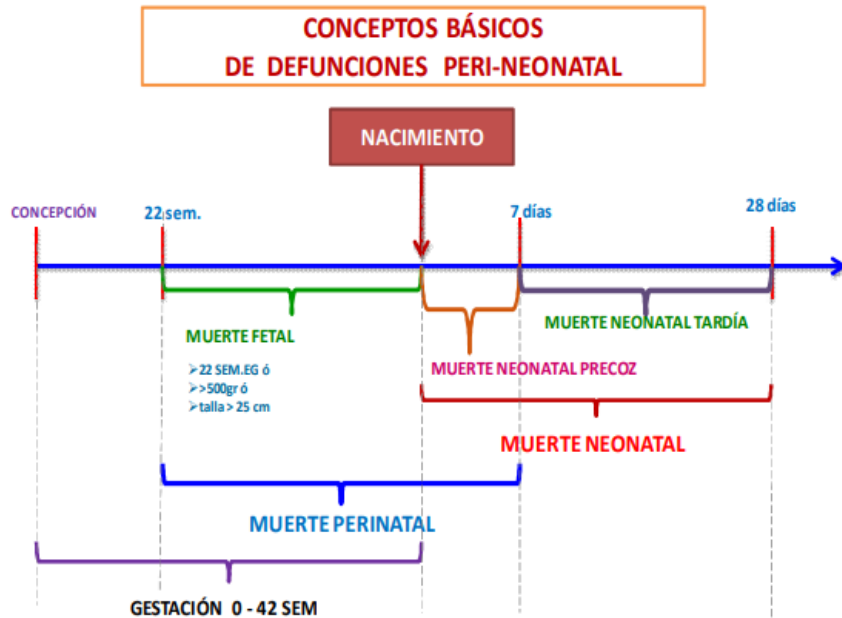 CONCEPTOS BÁSICOS
DE DEFUNCIONES PERI-NEONATAL
NACIMIENTO
CONCEPCIÓN
22 sem.
7 días
28 días
MUERTE FETAL
➢22 SEM.EG ó
➢>500gr ó
➢talla > 25 cm
MUERTE NEONATAL TARDÍA
MUERTE NEONATAL PRECOZ
MUERTE NEONATAL
MUERTE PERINATAL
GESTACIÓN 0 - 42 SEM